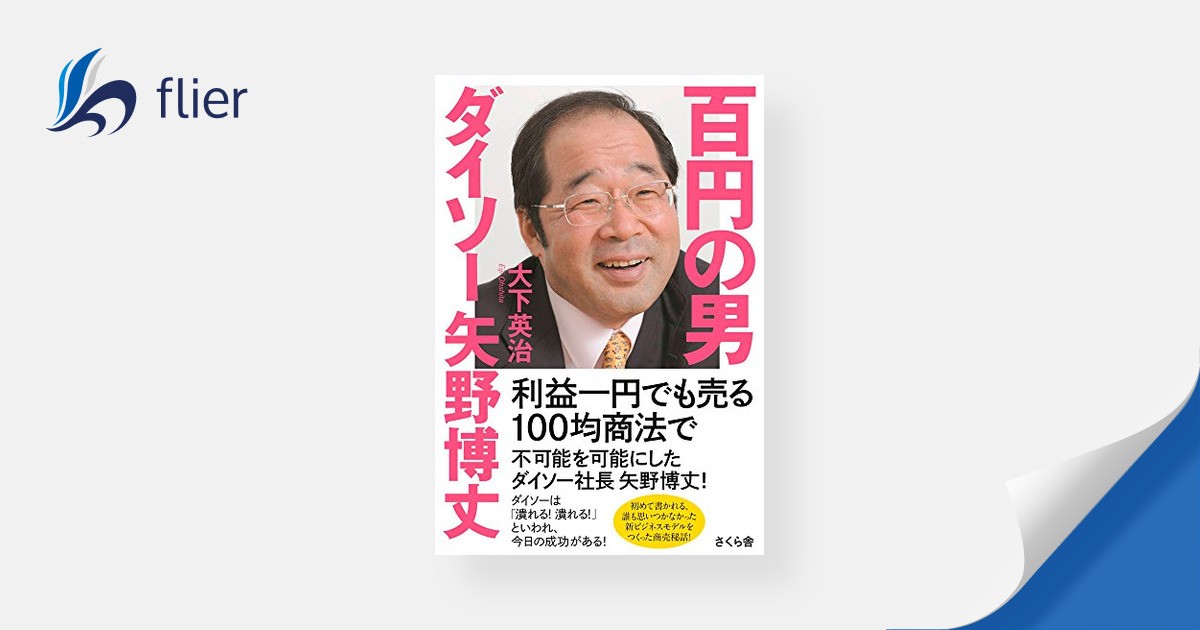 flier
百円の男
ダイソー矢野博丈
大下英治
Eiji Ohshita
利益一円でも売る
100均商法で
不可能を可能にした
ダイソー社長 矢野博丈!
ダイソーは
「潰れる! 潰れる!」
といわれ、
今日の成功がある!
初めて書かれる、
誰も思いつかなかった
新ビジネスモデルを
つくった商売秘話!
さくら舎